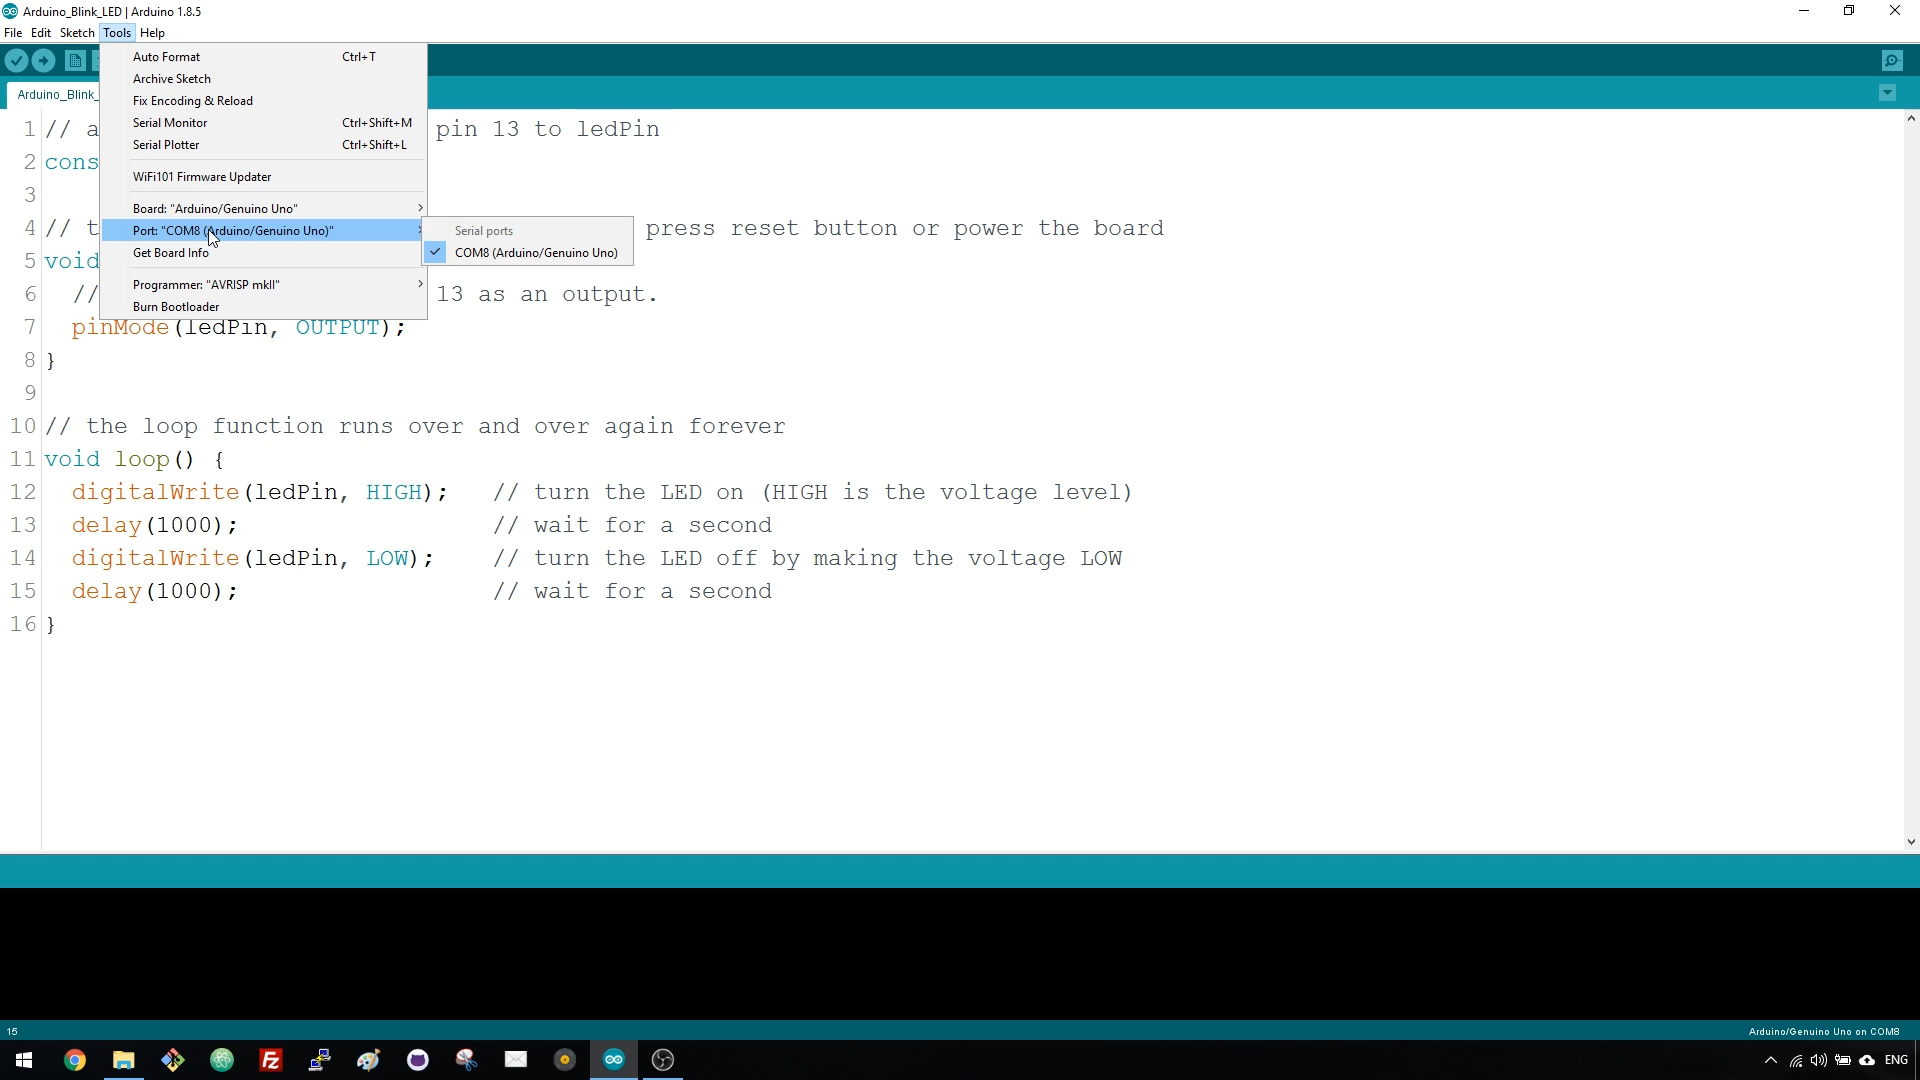 Arduino_Blink_LED | Arduino 1.8.5
File Edit Sketch Tools Help
Auto Format Ctrl+T
Archive Sketch
Fix Encoding & Reload
Serial Monitor Ctrl+Shift+M
Serial Plotter Ctrl+Shift+L
WiFi101 Firmware Updater
Board: "Arduino/Genuino Uno"
Port: "COM8 (Arduino/Genuino Uno)"
Get Board Info
Programmer: "AVRISP mkII"
Burn Bootloader
Serial ports
COM8 (Arduino/Genuino Uno)
Arduino_Blink_
1 // a pin 13 to ledPin
2 cons
3
4 // t press reset button or power the board
5 void
6 // 13 as an output.
7 pinMode(ledPin, OUTPUT);
8 }
9
10 // the loop function runs over and over again forever
11 void loop() {
12 digitalWrite(ledPin, HIGH); // turn the LED on (HIGH is the voltage level)
13 delay(1000); // wait for a second
14 digitalWrite(ledPin, LOW); // turn the LED off by making the voltage LOW
15 delay(1000); // wait for a second
16 }
15 Arduino/Genuino Uno on COM8
Fz
ENG